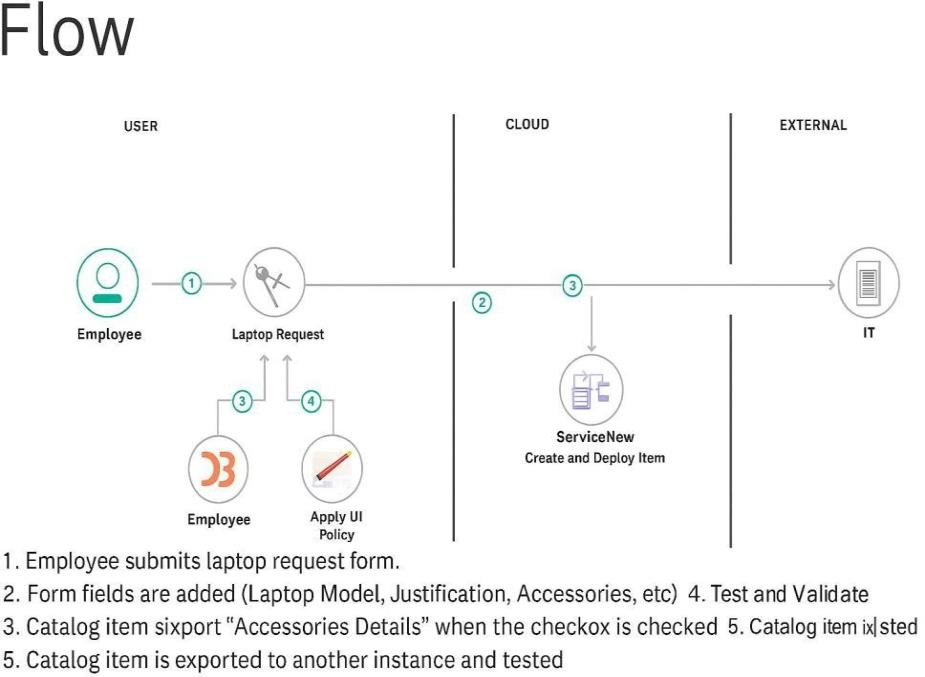 Flow
USER
CLOUD
EXTERNAL
1
3
2
Employee
Laptop Request
IT
3
4
ServiceNew
Create and Deploy Item
Employee
Apply UI
Policy
1. Employee submits laptop request form.
2. Form fields are added (Laptop Model, Justification, Accessories, etc) 4. Test and Validate
3. Catalog item sixport “Accessories Details” when the checkox is checked 5. Catalog item ix|sted
5. Catalog item is exported to another instance and tested